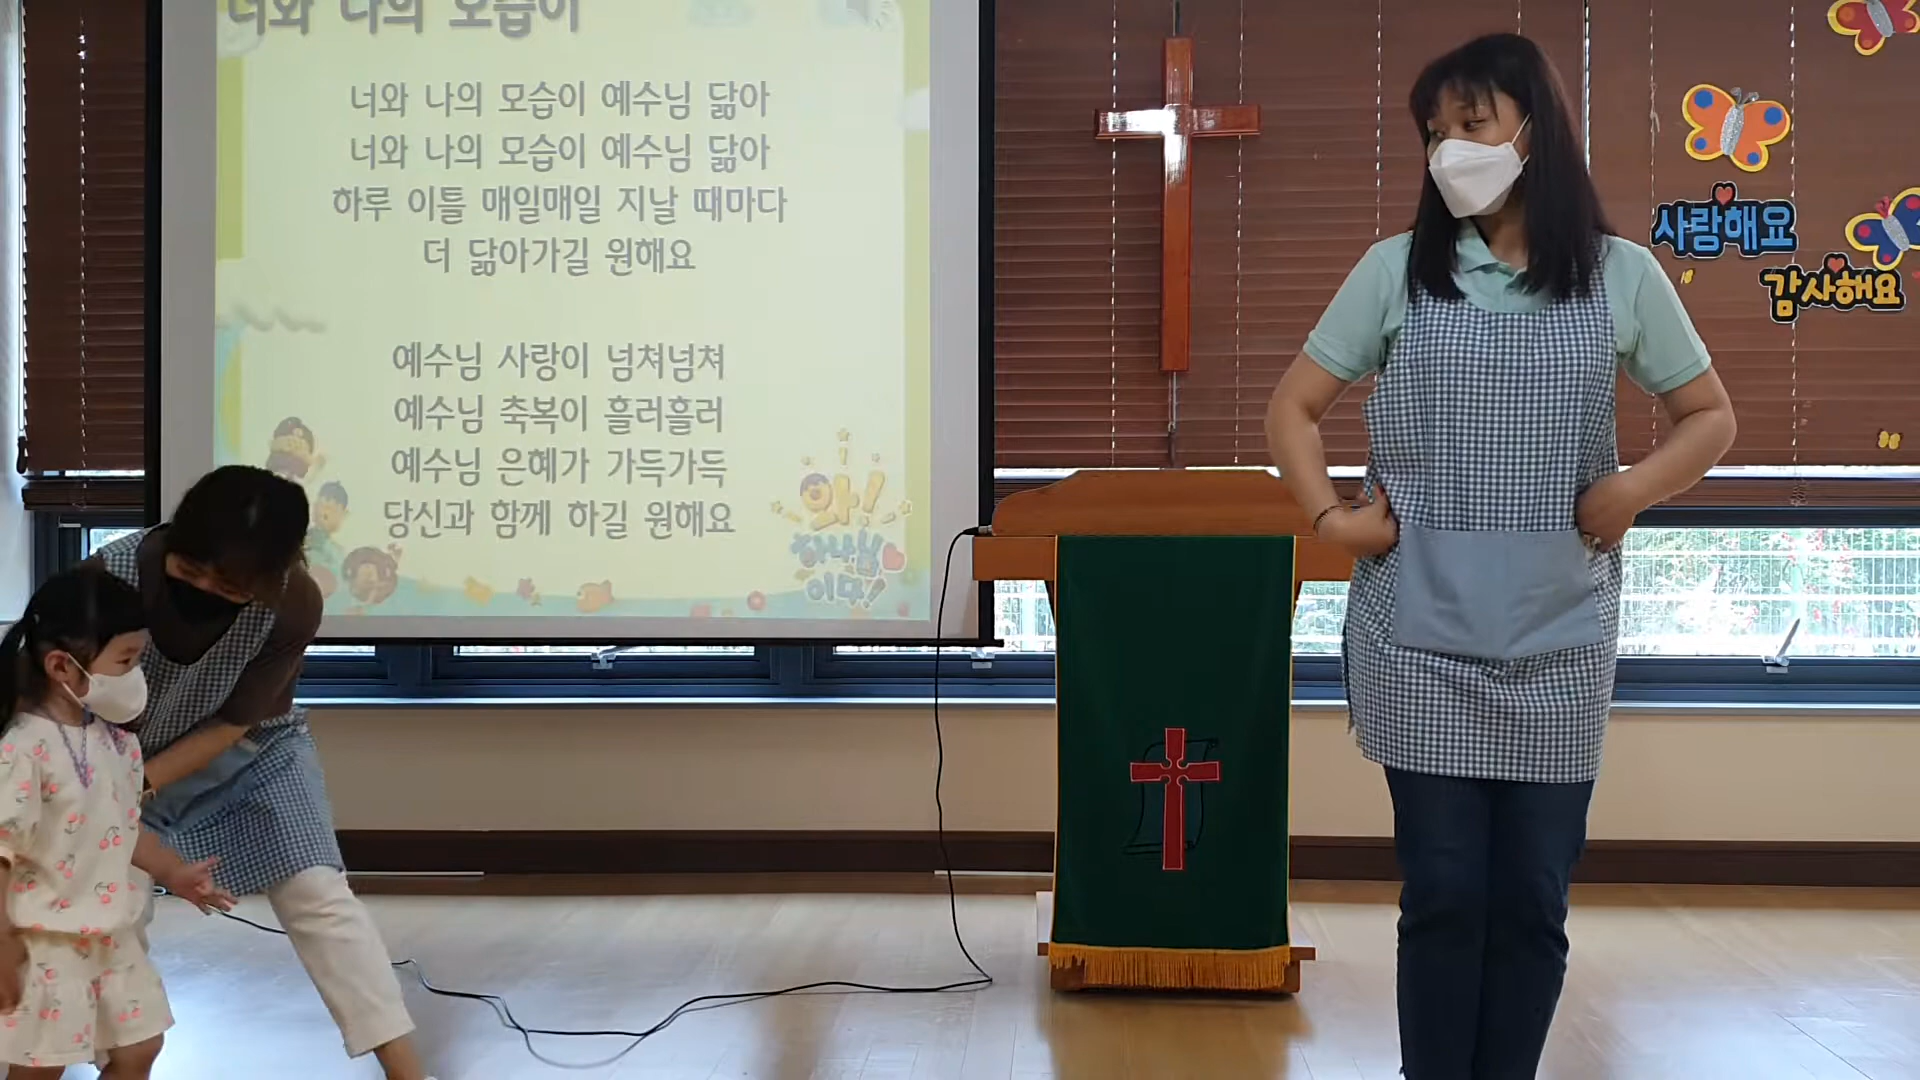 너와 나의 모습이
너와 나의 모습이 예수님 닮아
너와 나의 모습이 예수님 닮아
하루 이틀 매일매일 지날 때마다
더 닮아가길 원해요
예수님 사랑이 넘쳐넘쳐
예수님 축복이 흘러흘러
예수님 은혜가 가득가득
당신과 함께 하길 원해요
와!
하나님
이다!
사랑해요
감사해요